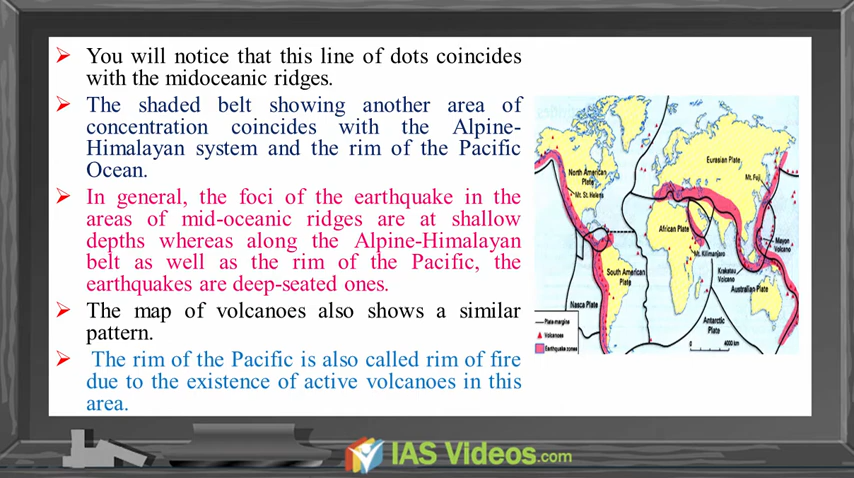 You will notice that this line of dots coincides
with the midoceanic ridges.
The shaded belt showing another area of
concentration coincides with the Alpine-
Himalayan system and the rim of the Pacific
Ocean.
In general, the foci of the earthquake in the
areas of mid-oceanic ridges are at shallow
depths whereas along the Alpine-Himalayan
belt as well as the rim of the Pacific, the
earthquakes are deep-seated ones.
The map of volcanoes also shows a similar
pattern.
The rim of the Pacific is also called rim of fire
due to the existence of active volcanoes in this
area.
Eurasian Plate
North American
Plate
Mt. St. Helens
Mt. Fuji
African Plate
Mayon
Volcano
Mt. Kilimanjaro
South American
Plate
Krakatau
Volcano
Australian Plate
Nasca Plate
Antarctic
Plate
Plate margins
Volcanoes
Earthquake zones
0 4000 km
IAS Videos.com